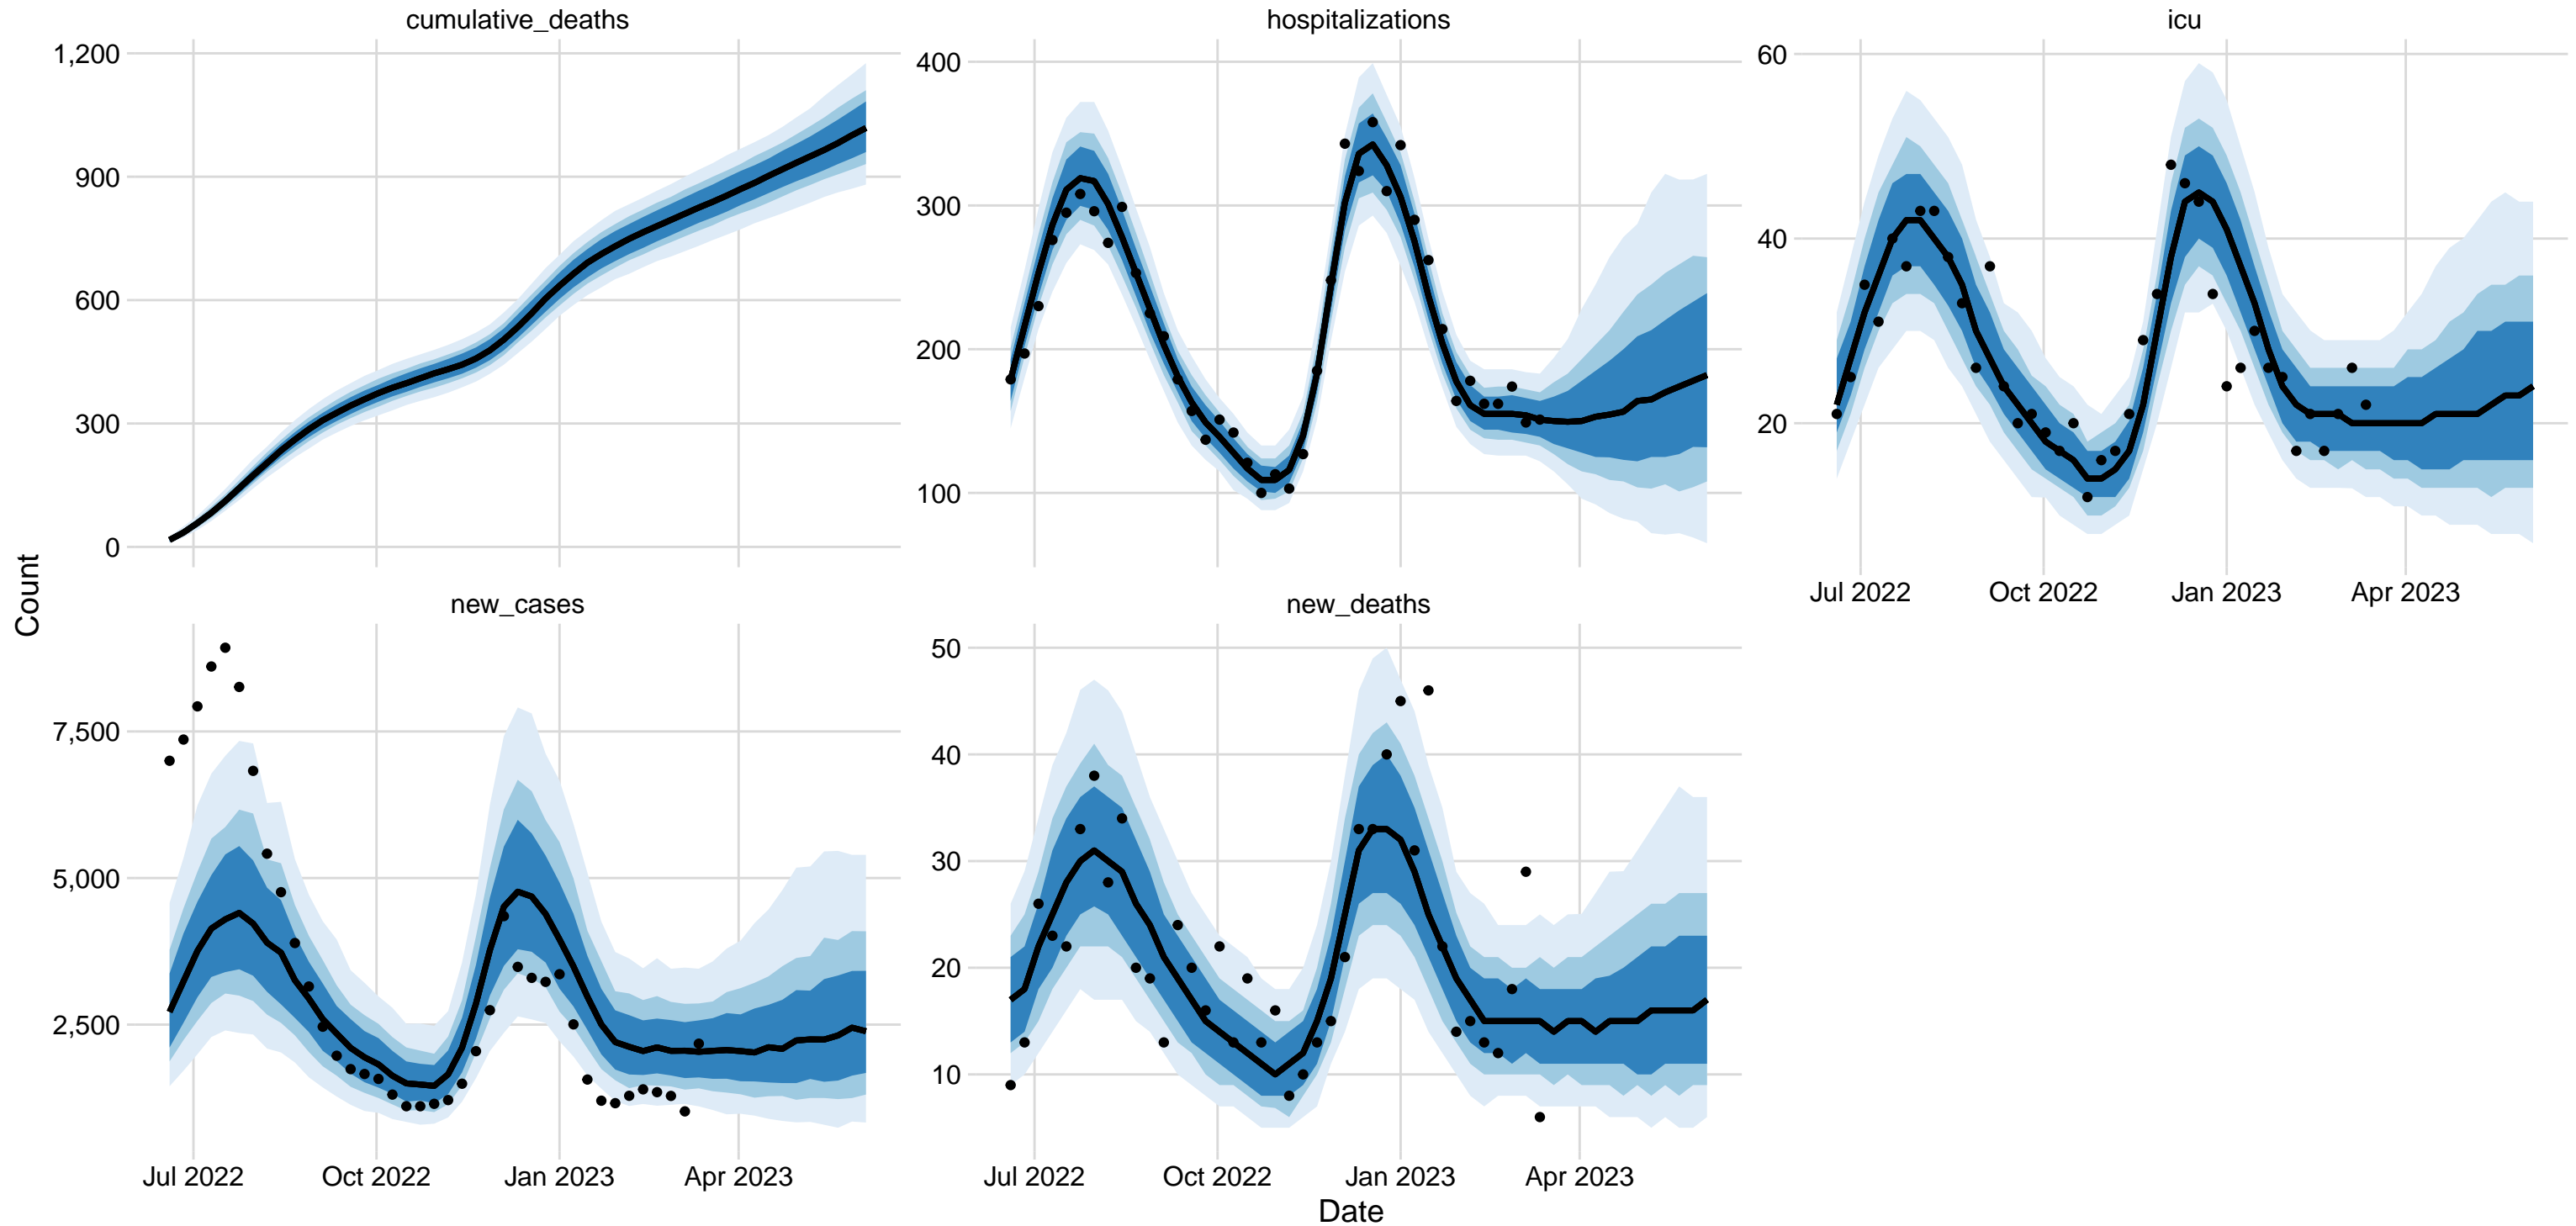 cumulative_deaths
1,200
900
600
300
0
hospitalizations
400
300
200
100
icu
60
40
20
Jul 2022 Oct 2022 Jan 2023 Apr 2023
Count
new_cases
7,500
5,000
2,500
Jul 2022 Oct 2022 Jan 2023 Apr 2023
new_deaths
50
40
30
20
10
Jul 2022 Oct 2022 Jan 2023 Apr 2023
Date